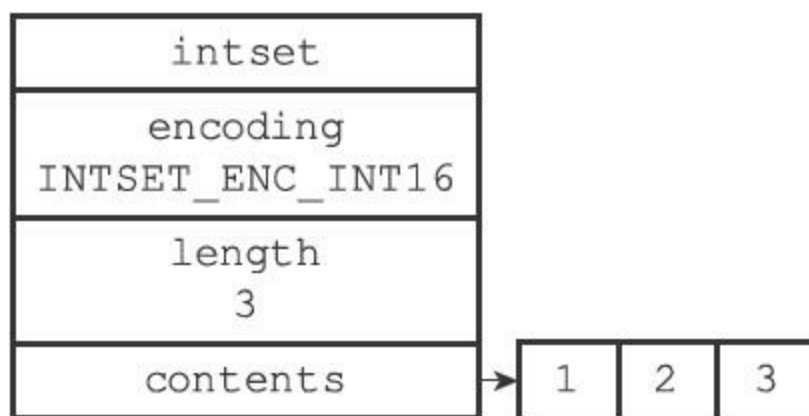 intset
encoding
INTSET_ENC_INT16
length
3
contents
1 2 3